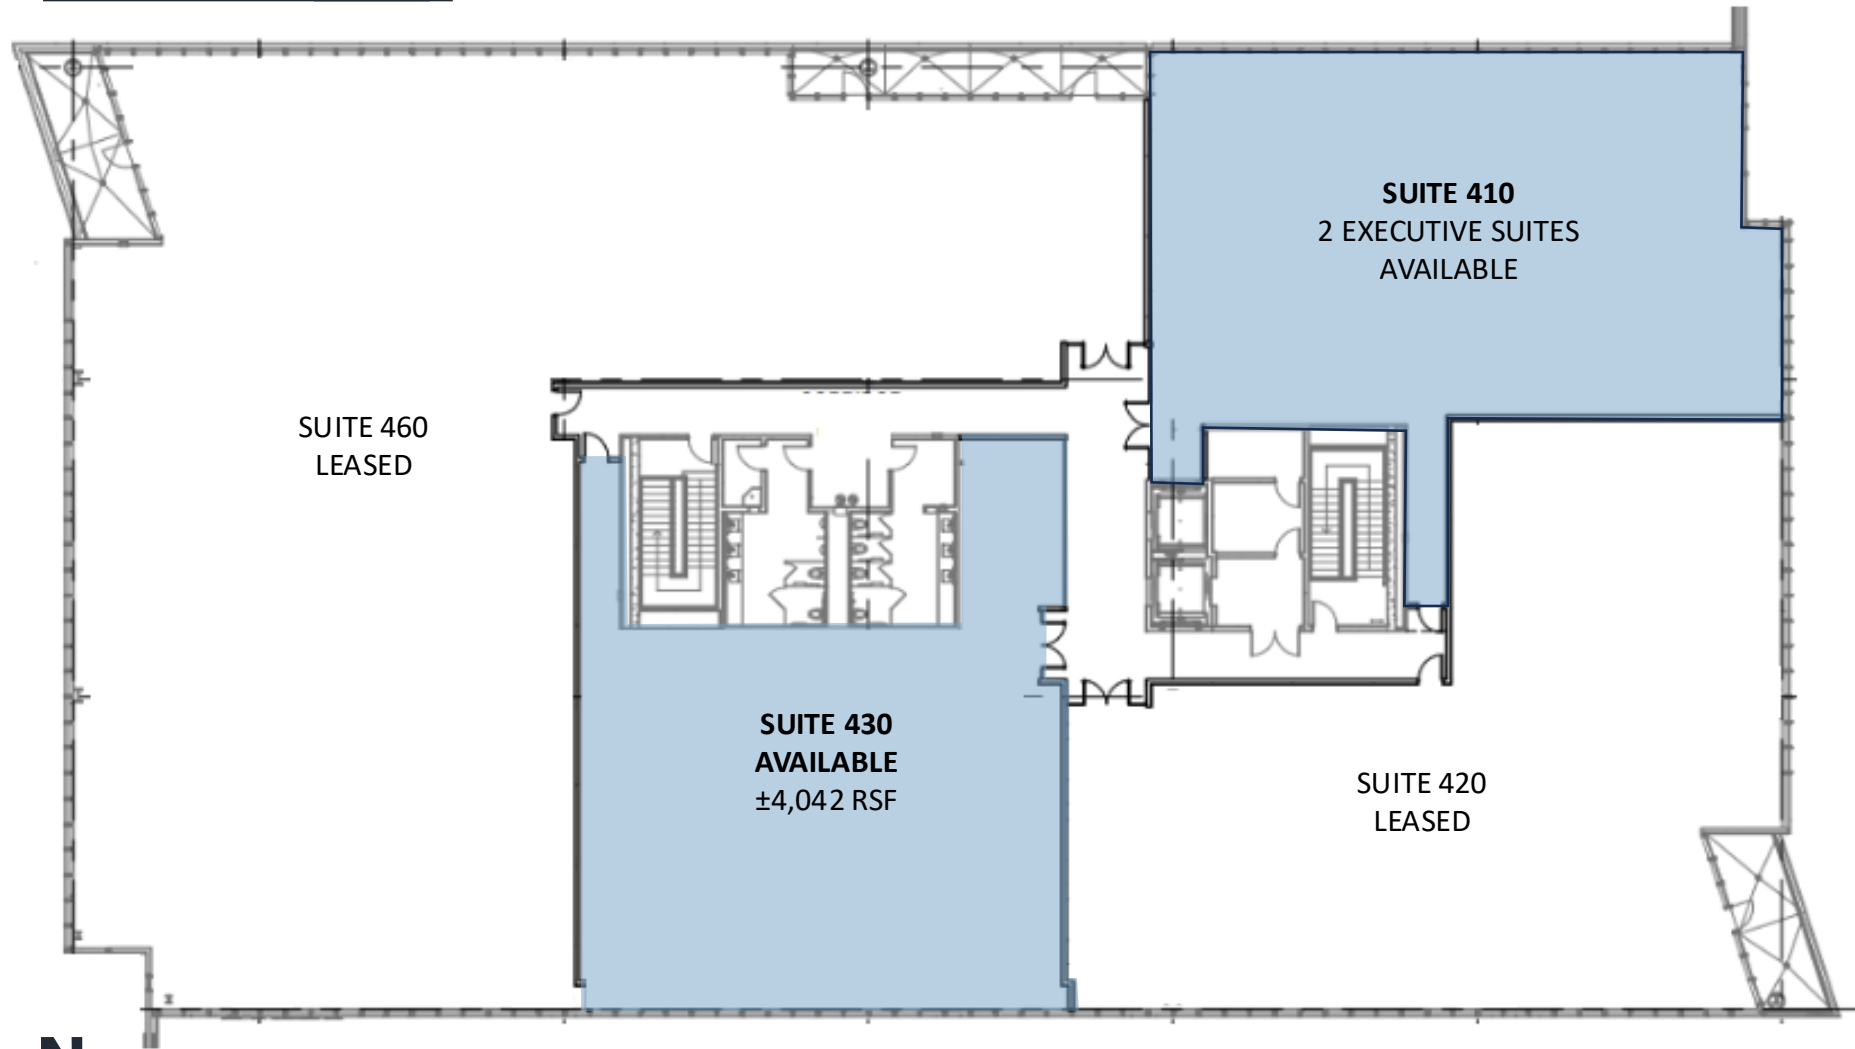 SUITE 410
2 EXECUTIVE SUITES
AVAILABLE
SUITE 460
LEASED
SUITE 430
AVAILABLE
±4,042 RSF
SUITE 420
LEASED
N